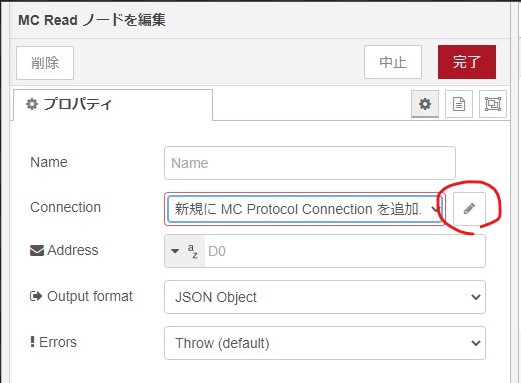 MC Read ノードを編集
削除
中止
完了
プロパティ
Name
Name
Connection
新規に MC Protocol Connection を追加.
Address
a
z
D0
Output format
JSON Object
Errors
Throw (default)